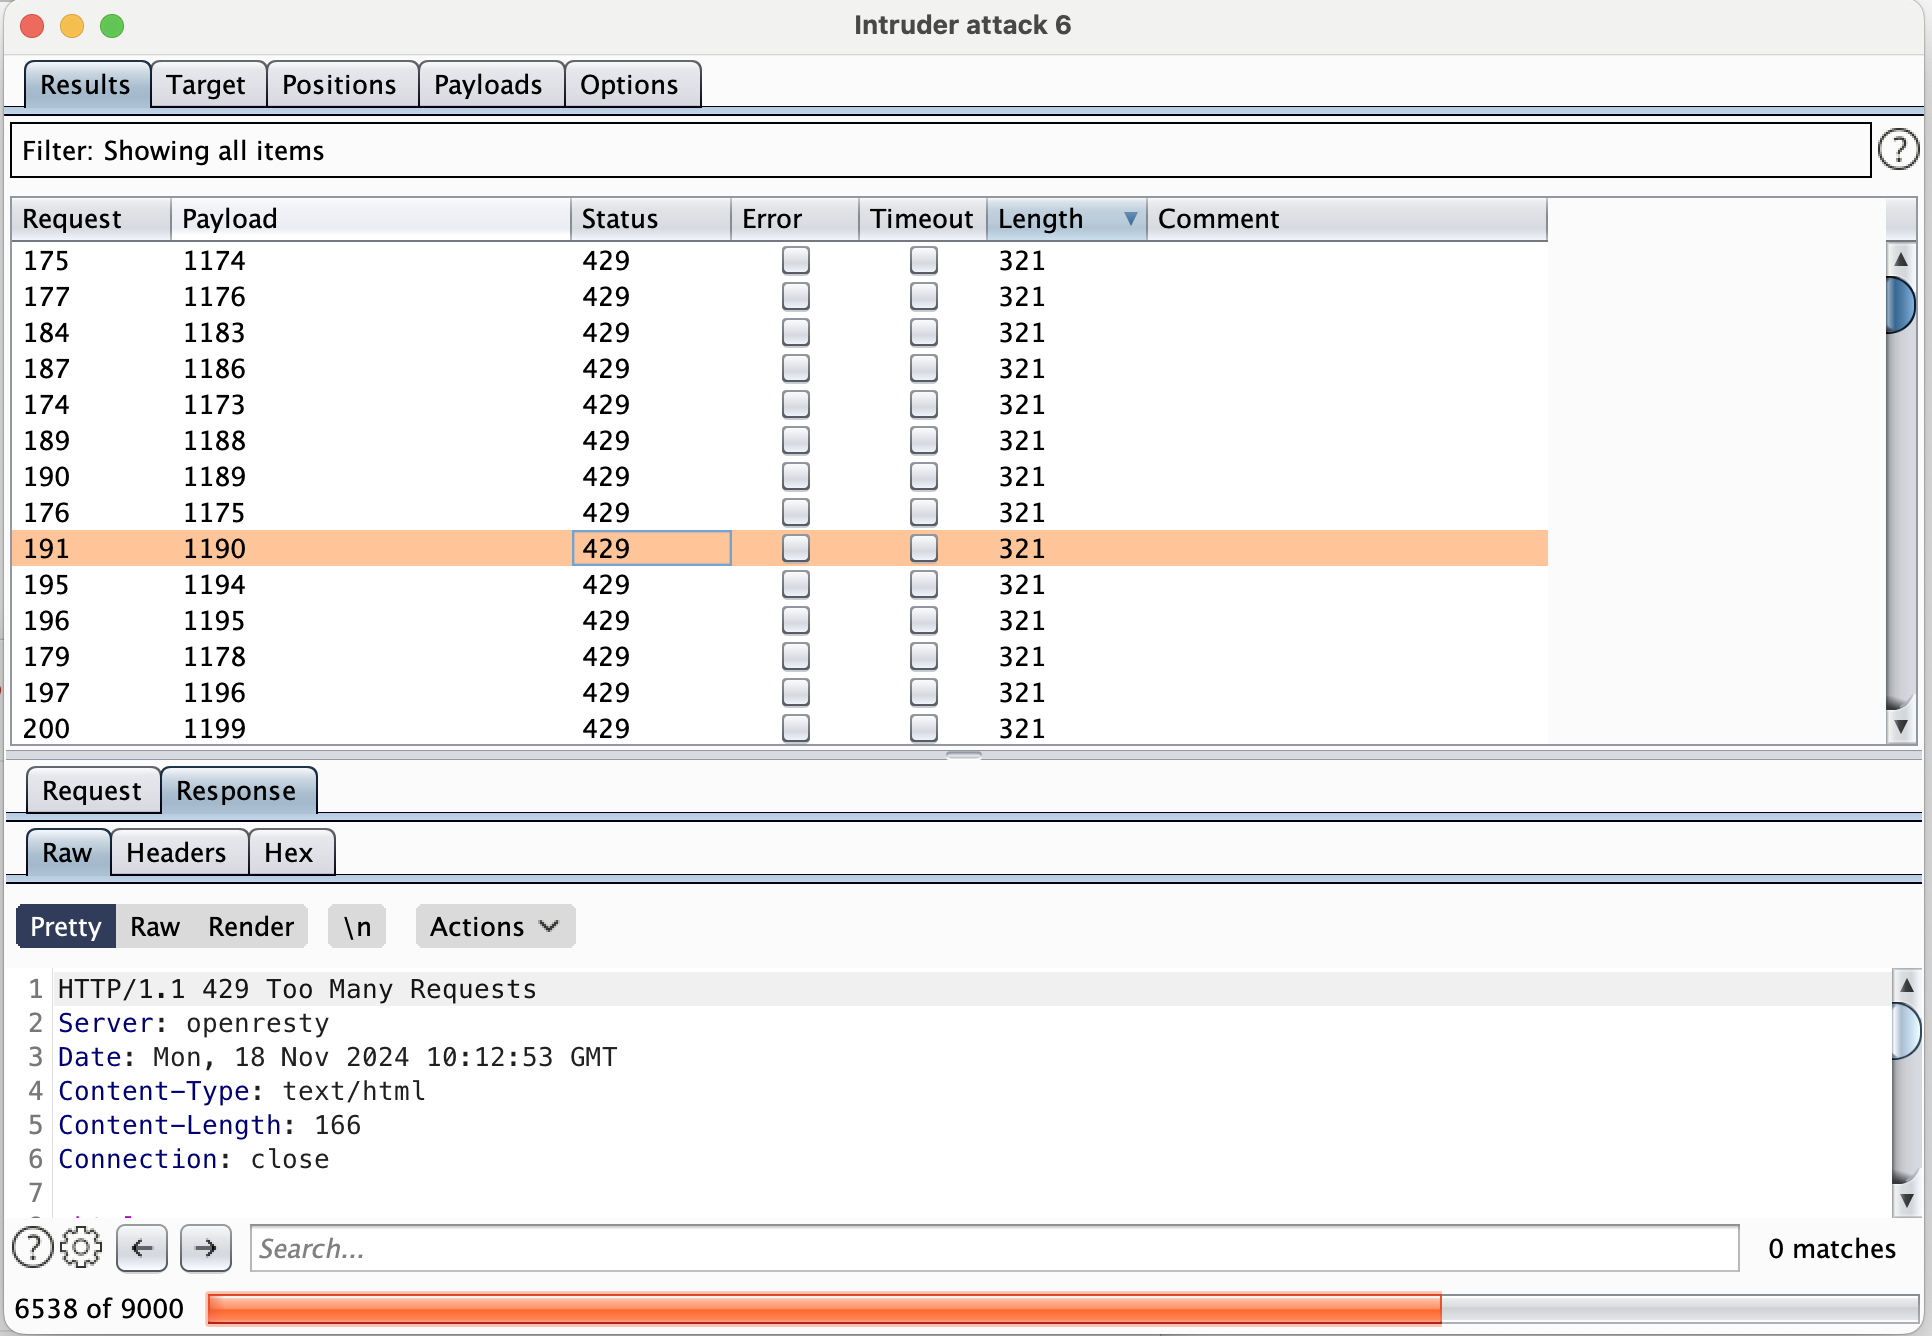 Intruder attack 6
Results Target Positions Payloads Options
Filter: Showing all items ?
Request Payload Status Error Timeout Length Comment
175 1174 429 321
177 1176 429 321
184 1183 429 321
187 1186 429 321
174 1173 429 321
189 1188 429 321
190 1189 429 321
176 1175 429 321
191 1190 429 321
195 1194 429 321
196 1195 429 321
179 1178 429 321
197 1196 429 321
200 1199 429 321
Request Response
Raw Headers Hex
Pretty Raw Render \n Actions
1 HTTP/1.1 429 Too Many Requests
2 Server: openresty
3 Date: Mon, 18 Nov 2024 10:12:53 GMT
4 Content-Type: text/html
5 Content-Length: 166
6 Connection: close
7
? Search... 0 matches
6538 of 9000